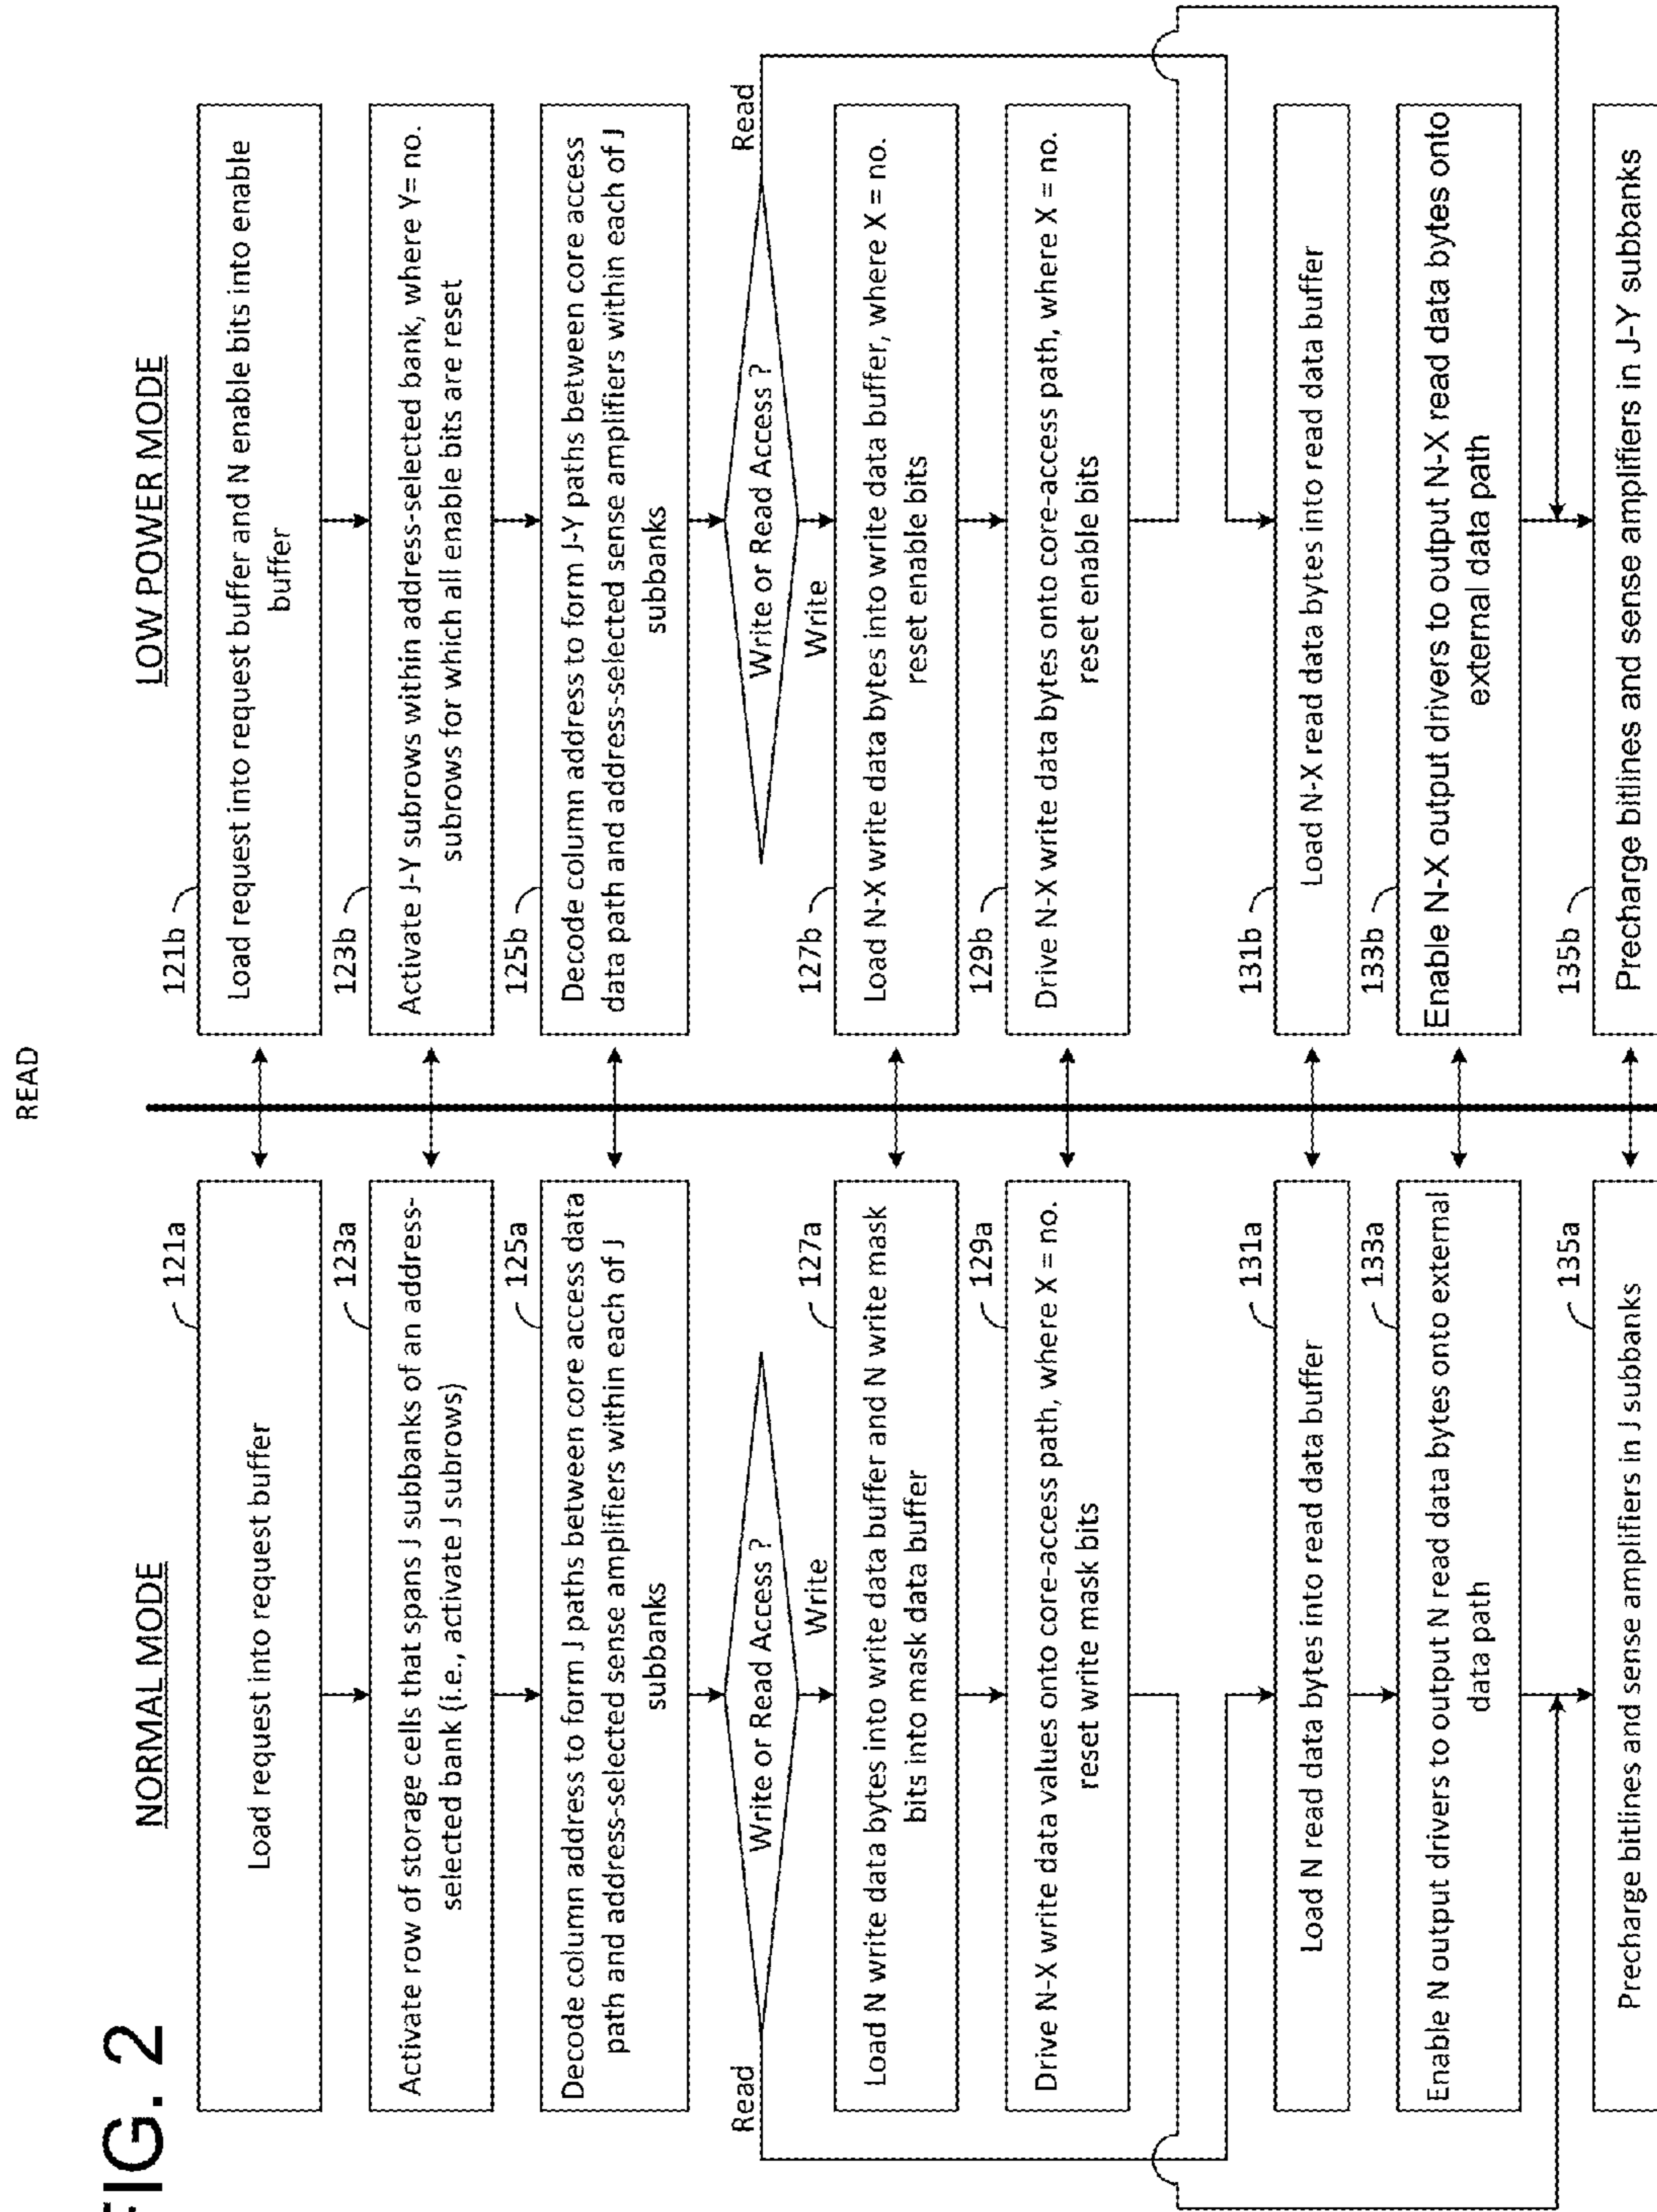 READ
FIG. 2
NORMAL MODE
121a
Load request into request buffer
123a
Activate row of storage cells that spans J subbanks of an address-
selected bank (i.e., activate J subrows)
125a
Decode column address to form J paths between core access data
path and address-selected sense amplifiers within each of J
subbanks
Write or Read Access ?
Read
Write
127a
Load N write data bytes into write data buffer and N write mask
bits into mask data buffer
129a
Drive N-X write data values onto core-access path, where X = no.
reset write mask bits
131a
Load N read data bytes into read data buffer
133a
Enable N output drivers to output N read data bytes onto external
data path
135a
Precharge bitlines and sense amplifiers in J subbanks
LOW POWER MODE
121b
Load request into request buffer and N enable bits into enable
buffer
123b
Activate J-Y subrows within address-selected bank, where Y= no.
subrows for which all enable bits are reset
125b
Decode column address to form J-Y paths between core access
data path and address-selected sense amplifiers within each of J
subbanks
Write or Read Access ?
Read
Write
127b
Load N-X write data bytes into write data buffer, where X = no.
reset enable bits
129b
Drive N-X write data bytes onto core-access path, where X = no.
reset enable bits
131b
Load N-X read data bytes into read data buffer
133b
Enable N-X output drivers to output N-X read data bytes onto
external data path
135b
Precharge bitlines and sense amplifiers in J-Y subbanks